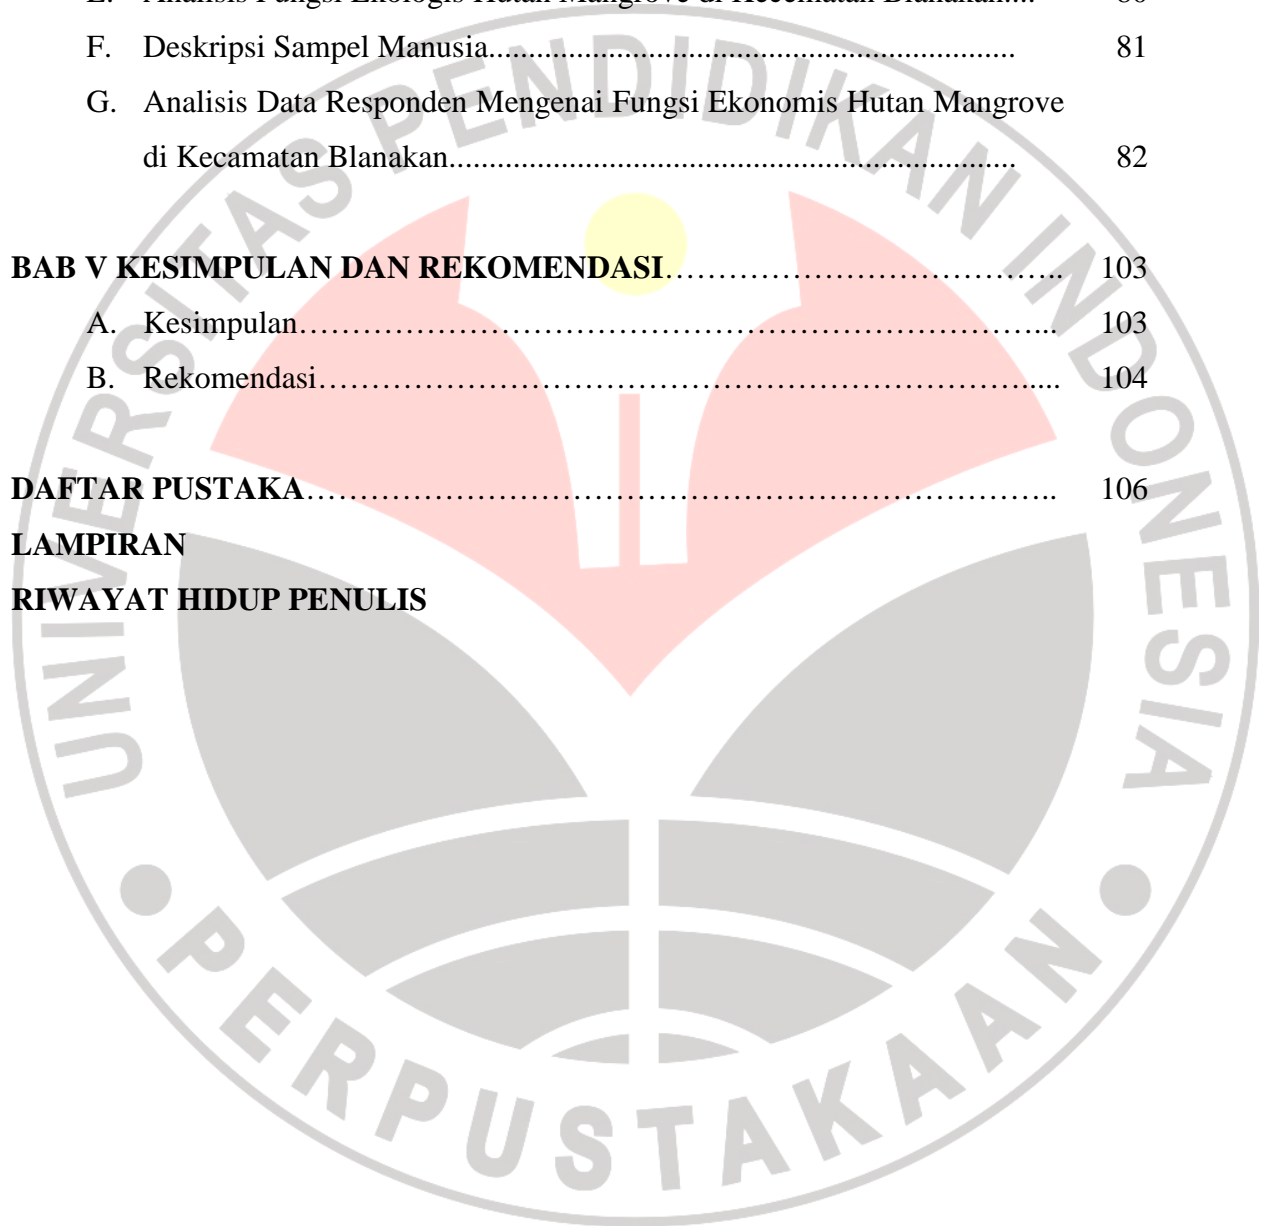 F. Deskripsi Sampel Manusia....................................................................... 81
G. Analisis Data Responden Mengenai Fungsi Ekonomis Hutan Mangrove
di Kecamatan Blanakan....................................................................... 82
BAB V KESIMPULAN DAN REKOMENDASI…………………………….. 103
A. Kesimpulan……………………………………………………………... 103
B. Rekomendasi…………………………………………………………..... 104
DAFTAR PUSTAKA…………………………………………………………….. 106
LAMPIRAN
RIWAYAT HIDUP PENULIS
UNIVERSITAS PENDIDIKAN INDONESIA
PERPUSTAKAAN